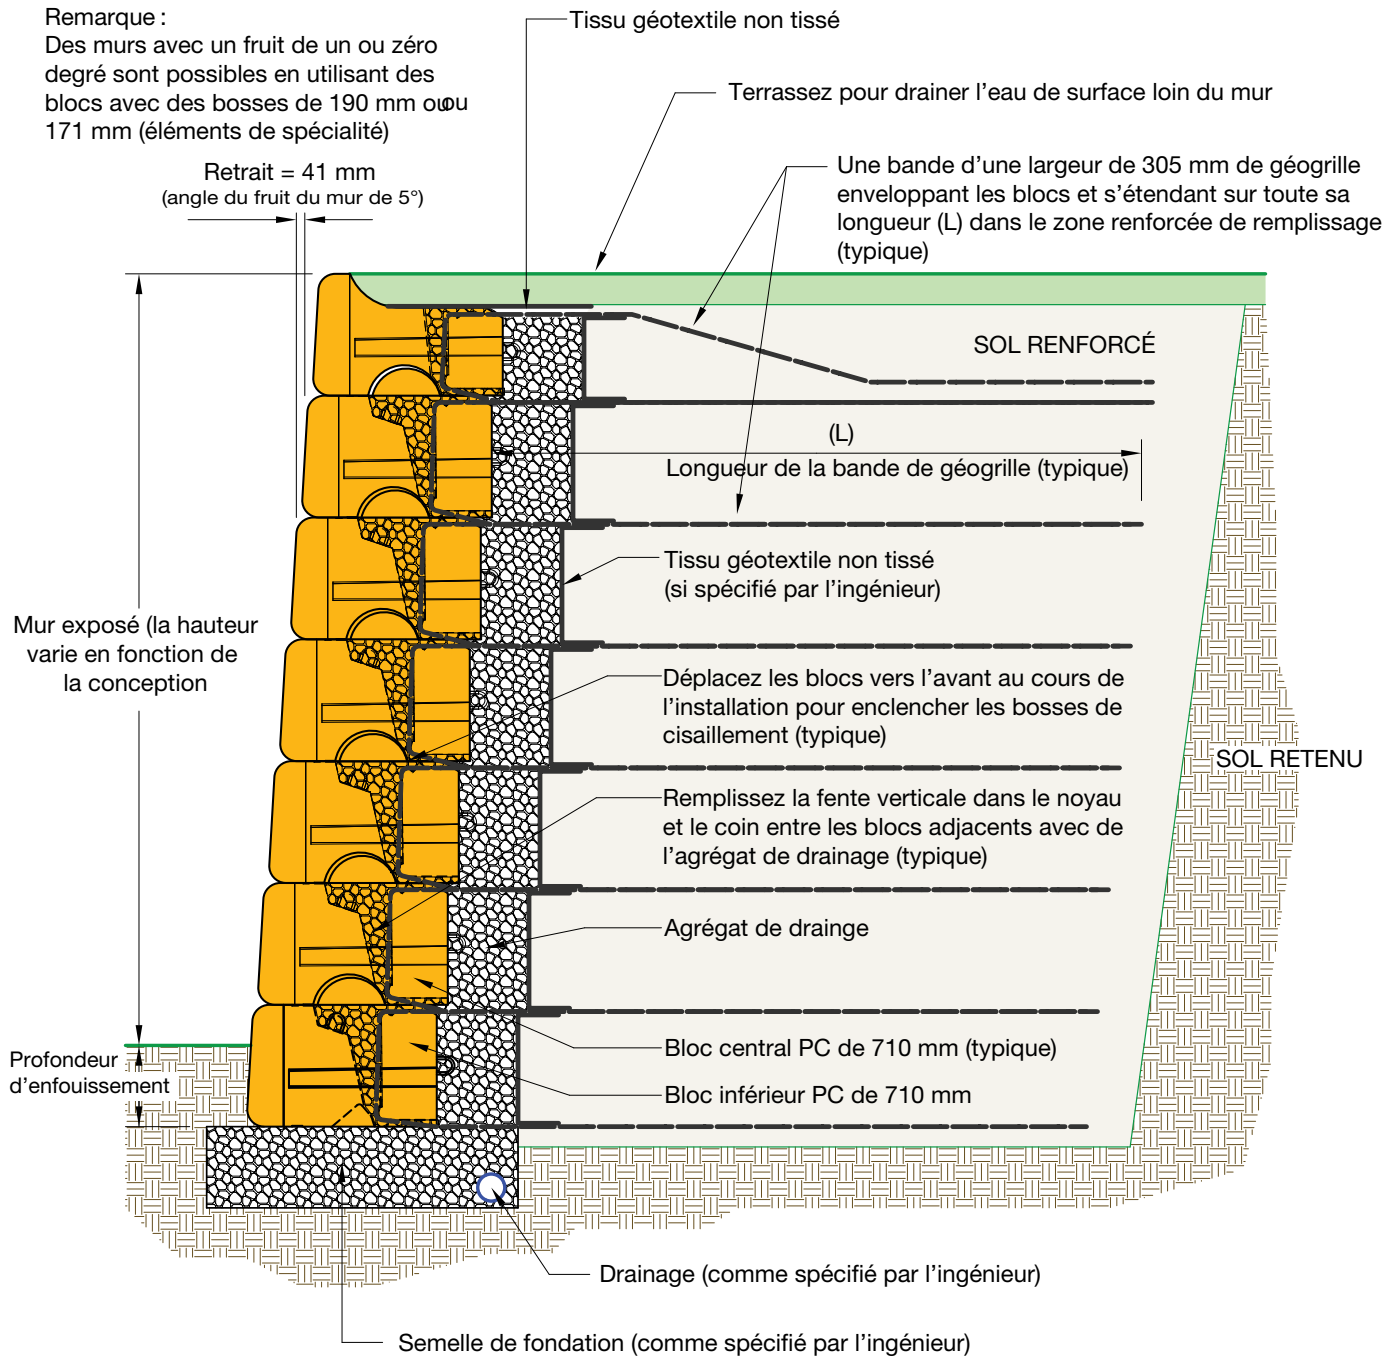 Remarque :
Des murs avec un fruit de un ou zéro
degré sont possibles en utilisant des
blocs avec des bosses de 190 mm ou ou
171 mm (éléments de spécialité)
Tissu géotextile non tissé
Terrassez pour drainer l’eau de surface loin du mur
Retrait = 41 mm
(angle du fruit du mur de 5°)
Une bande d’une largeur de 305 mm de géogrille
enveloppant les blocs et s’étendant sur toute sa
longueur (L) dans le zone renforcée de remplissage
(typique)
SOL RENFORCÉ
(L)
Longueur de la bande de géogrille (typique)
Tissu géotextile non tissé
(si spécifié par l’ingénieur)
Mur exposé (la hauteur
varie en fonction de
la conception
Déplacez les blocs vers l’avant au cours de
l’installation pour enclencher les bosses de
cisaillement (typique)
SOL RETENU
Remplissez la fente verticale dans le noyau
et le coin entre les blocs adjacents avec de
l’agrégat de drainage (typique)
Agrégat de drainge
Bloc central PC de 710 mm (typique)
Profondeur
d’enfouissement
Bloc inférieur PC de 710 mm
Drainage (comme spécifié par l’ingénieur)
Semelle de fondation (comme spécifié par l’ingénieur)